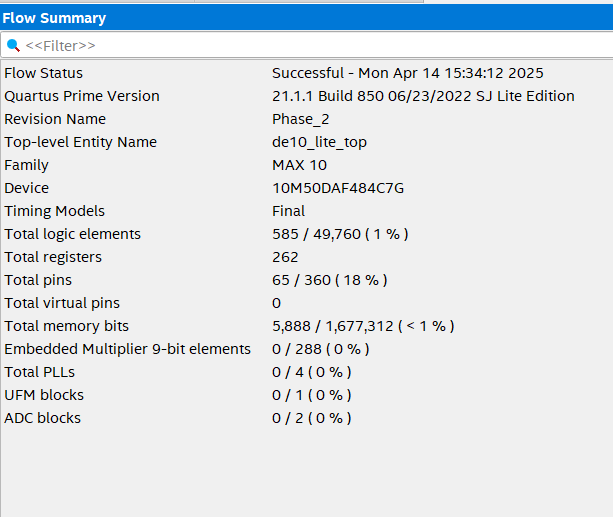 Flow Summary
<<Filter>>
Flow Status Successful - Mon Apr 14 15:34:12 2025
Quartus Prime Version 21.1.1 Build 850 06/23/2022 SJ Lite Edition
Revision Name Phase_2
Top-level Entity Name de10_lite_top
Family MAX 10
Device 10M50DAF484C7G
Timing Models Final
Total logic elements 585 / 49,760 ( 1 % )
Total registers 262
Total pins 65 / 360 ( 18 % )
Total virtual pins 0
Total memory bits 5,888 / 1,677,312 ( < 1 % )
Embedded Multiplier 9-bit elements 0 / 288 ( 0 % )
Total PLLs 0 / 4 ( 0 % )
UFM blocks 0 / 1 ( 0 % )
ADC blocks 0 / 2 ( 0 % )